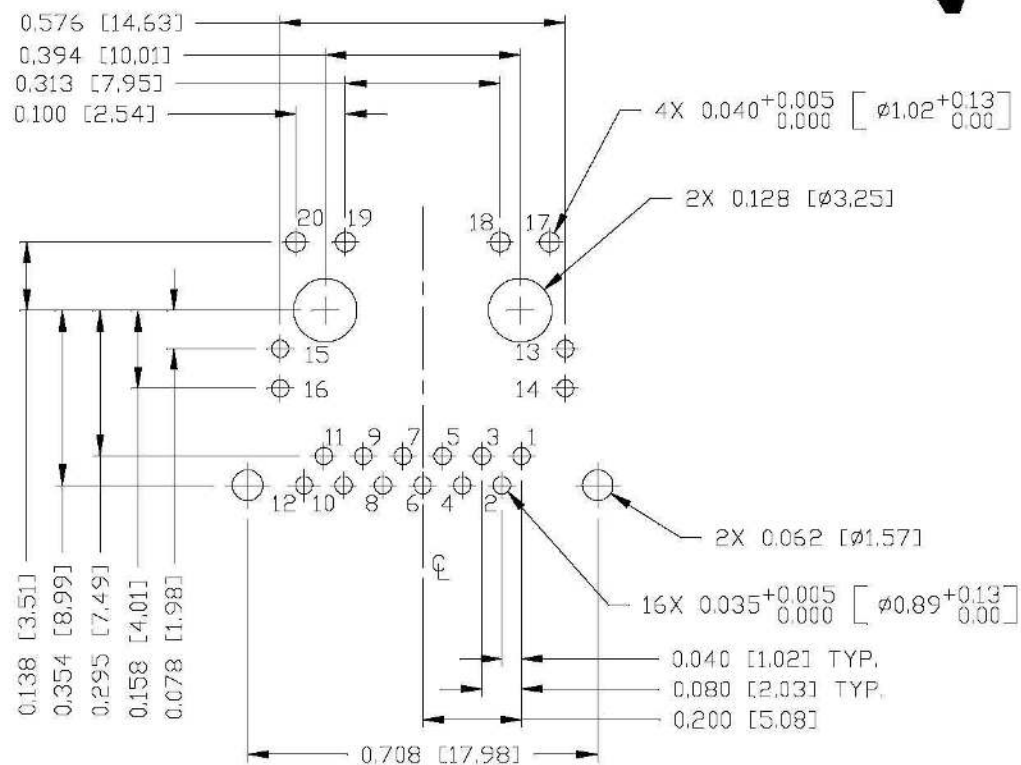 0.576 [14.63]
0.394 [10.01]
0.313 [7.95]
0.100 [2.54]
4X 0.040 +0.005 0.000 [ø1.02 +0.13 0.00]
2X 0.128 [ø3.25]
20 19 18 17
15 13
16 14
11 9 7 5 3 1
12 10 8 6 4 2
2X 0.062 [ø1.57]
℄
16X 0.035 +0.005 0.000 [ø0.89 +0.13 0.00]
0.138 [3.51]
0.354 [8.99]
0.295 [7.49]
0.158 [4.01]
0.078 [1.98]
0.040 [1.02] TYP.
0.080 [2.03] TYP.
0.200 [5.08]
0.708 [17.98]